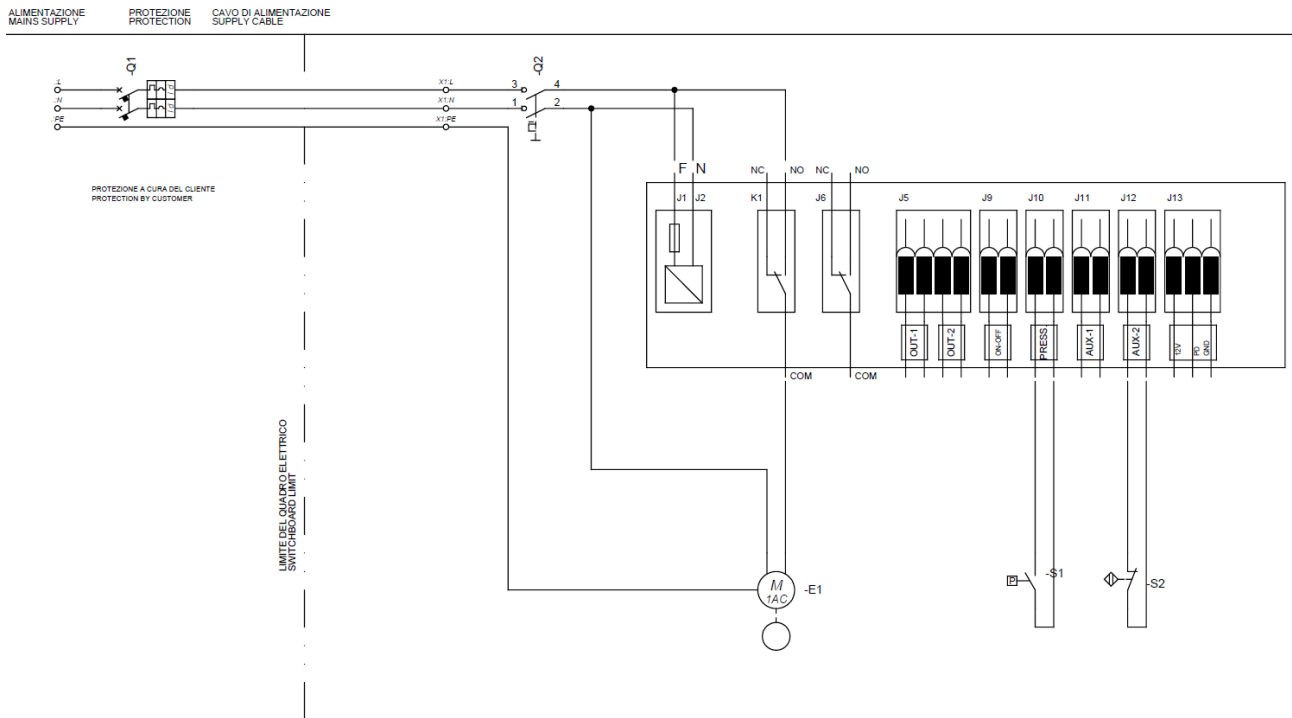 ALIMENTAZIONE
MAINS SUPPLY
PROTEZIONE
PROTECTION
CAVO DI ALIMENTAZIONE
SUPPLY CABLE
-Q1
-Q2
.:L
X1:L
3
4
.:N
X1:N
1
2
.:PE
X1:PE
PROTEZIONE A CURA DEL CLIENTE
PROTECTION BY CUSTOMER
F N
NC NO NC NO
J1 J2 K1 J6 J5 J9 J10 J11 J12 J13
OUT-1 OUT-2 ON-OFF PRESS. AUX-1 AUX-2 12V PD GND
COM COM
LIMITE DEL QUADRO ELETTRICO
SWITCHBOARD LIMIT
M
1AC
-E1
P
-S1
-S2